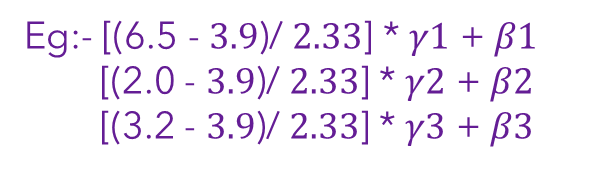 Eg:- [(6.5 - 3.9)/ 2.33] * γ1 + β1
[(2.0 - 3.9)/ 2.33] * γ2 + β2
[(3.2 - 3.9)/ 2.33] * γ3 + β3